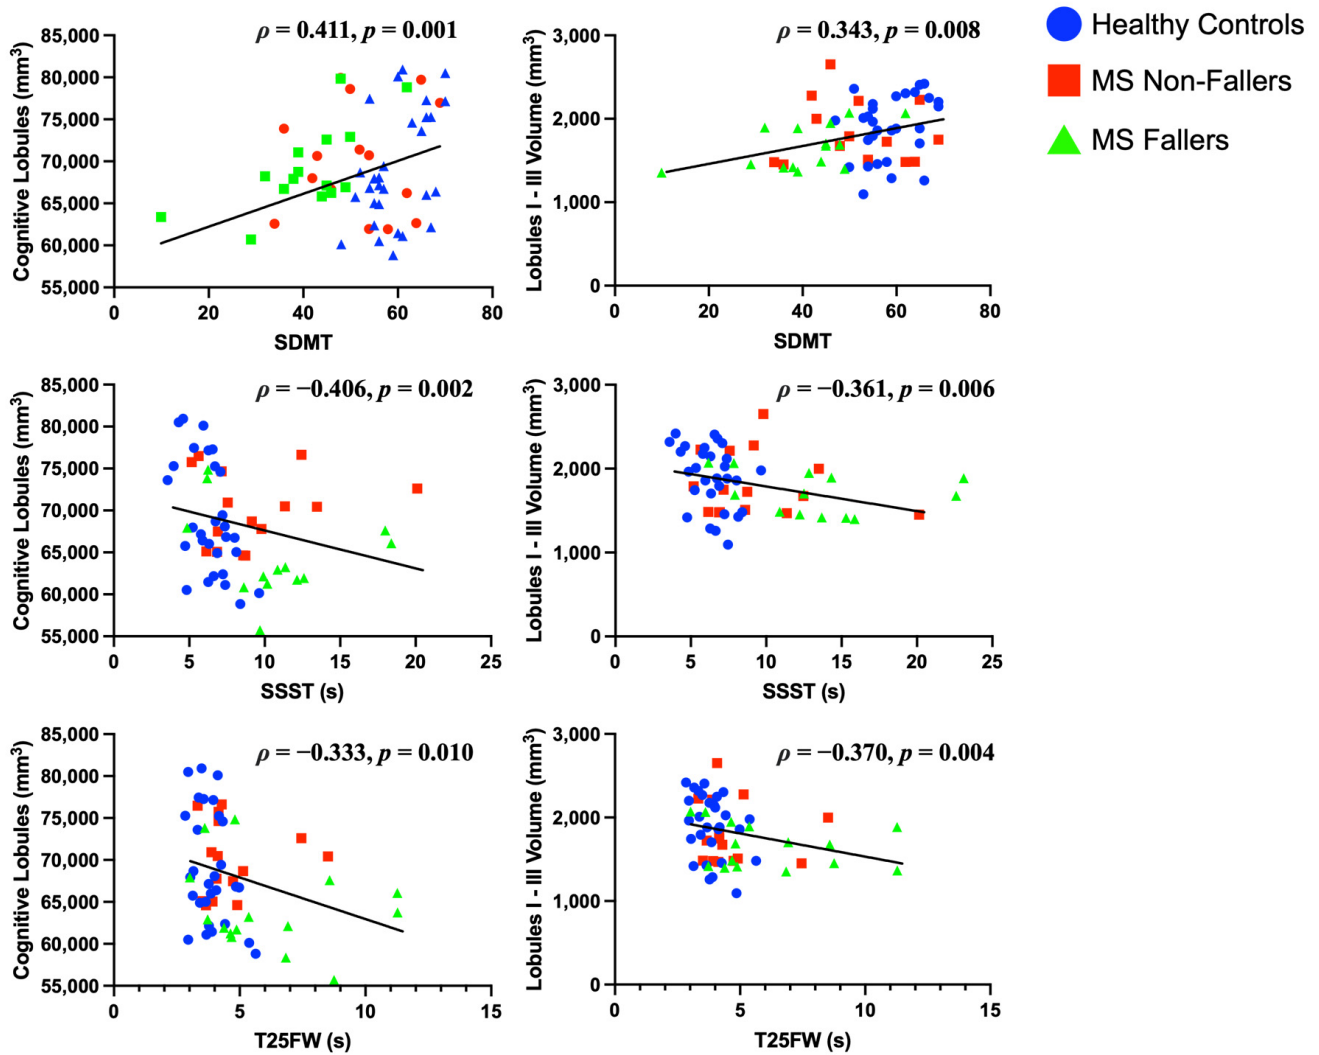 Healthy Controls
MS Non-Fallers
MS Fallers
ρ = 0.411, p = 0.001
Cognitive Lobules (mm³)
85,000
80,000
75,000
70,000
65,000
60,000
55,000
0 20 40 60 80
SDMT
ρ = 0.343, p = 0.008
Lobules I - III Volume (mm³)
3,000
2,000
1,000
0
0 20 40 60 80
SDMT
ρ = −0.406, p = 0.002
Cognitive Lobules (mm³)
85,000
80,000
75,000
70,000
65,000
60,000
55,000
0 5 10 15 20 25
SSST (s)
ρ = −0.361, p = 0.006
Lobules I - III Volume (mm³)
3,000
2,000
1,000
0
0 5 10 15 20 25
SSST (s)
ρ = −0.333, p = 0.010
Cognitive Lobules (mm³)
85,000
80,000
75,000
70,000
65,000
60,000
55,000
0 5 10 15
T25FW (s)
ρ = −0.370, p = 0.004
Lobules I - III Volume (mm³)
3,000
2,000
1,000
0
0 5 10 15
T25FW (s)